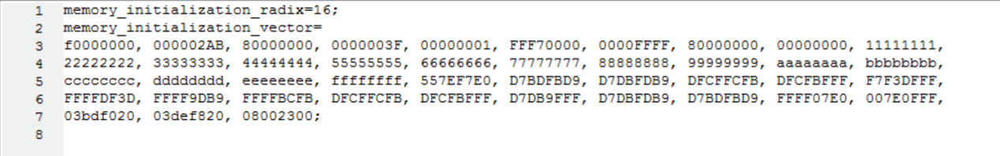 1 memory_initialization_radix=16;
2 memory_initialization_vector=
3 f0000000, 000002AB, 80000000, 0000003F, 00000001, FFF70000, 0000FFFF, 80000000, 00000000, 11111111,
4 22222222, 33333333, 44444444, 55555555, 66666666, 77777777, 88888888, 99999999, aaaaaaaa, bbbbbbbb,
5 cccccccc, dddddddd, eeeeeeee, ffffffff, 557EF7E0, D7BDFBD9, D7DBFDB9, DFCFFCFB, DFCFBFFF, F7F3DFFF,
6 FFFFDF3D, FFFF9DB9, FFFFBCFB, DFCFFCFB, DFCFBFFF, D7DB9FFF, D7DBFDB9, D7BDFBD9, FFFF07E0, 007E0FFF,
7 03bdf020, 03def820, 08002300;
8